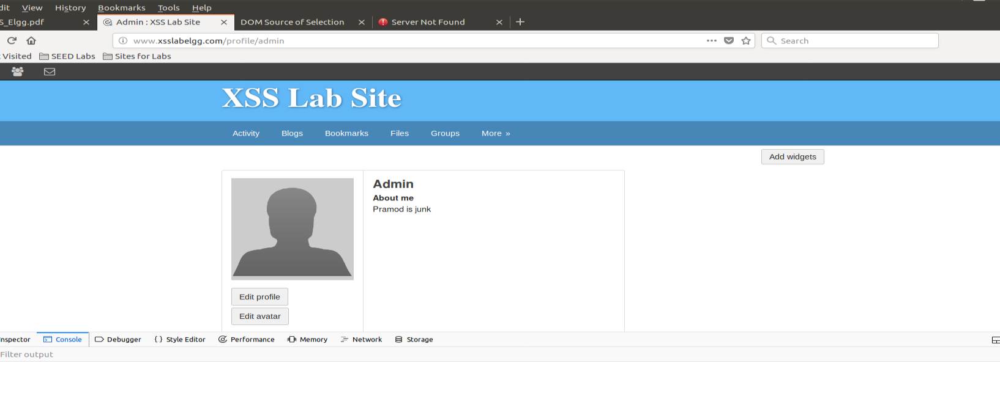 dit View History Bookmarks Tools Help
S_Elgg.pdf × Admin : XSS Lab Site × DOM Source of Selection × Server Not Found × +
www.xsslabelgg.com/profile/admin Search
Visited SEED Labs Sites for Labs
XSS Lab Site
Activity Blogs Bookmarks Files Groups More »
Add widgets
Admin
About me
Pramod is junk
Edit profile
Edit avatar
nspector Console Debugger { } Style Editor Performance Memory Network Storage
Filter output